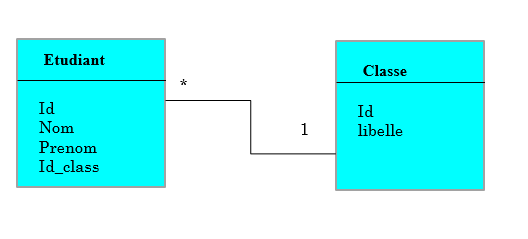 Etudiant
Id
Nom
Prenom
Id_class
*
1
Classe
Id
libelle